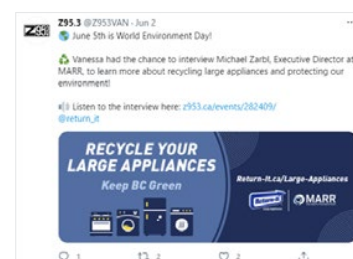 Z95.3 @Z953VAN · Jun 2
June 5th is World Environment Day!
Vanessa had the chance to interview Michael Zarbl, Executive Director at
MARR, to learn more about recycling large appliances and protecting our
environment!
Listen to the interview here: z953.ca/events/282409/
@return_it
RECYCLE YOUR
LARGE APPLIANCES
Keep BC Green
Return-It.ca/Large-Appliances
Return-It
MARR
1 2 2